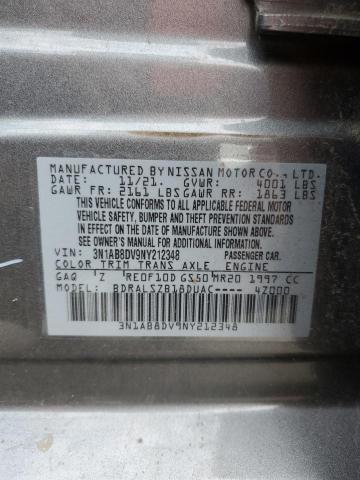 MANUFACTURED BY NISSAN MOTOR CO., LTD.
DATE: 11/21. GVWR: 4001 LBS
GAWR FR: 2161 LBS GAWR RR: 1863 LBS
THIS VEHICLE CONFORMS TO ALL APPLICABLE FEDERAL MOTOR
VEHICLE SAFETY, BUMPER AND THEFT PREVENTION STANDARDS
IN EFFECT ON THE DATE OF MANUFACTURE SHOWN ABOVE.
SEE OWNER'S MANUAL FOR ADDITIONAL INFORMATION.
VIN: 3N1AB8DV9NY212348 PASSENGER CAR.
COLOR TRIM TRANS AXLE ENGINE
GAQ 'Z RE0F10D GS50 MR20 1997 CC
MODEL: BDRALSZB18DUAC---- 4Z000
3N1AB8DV9NY212348